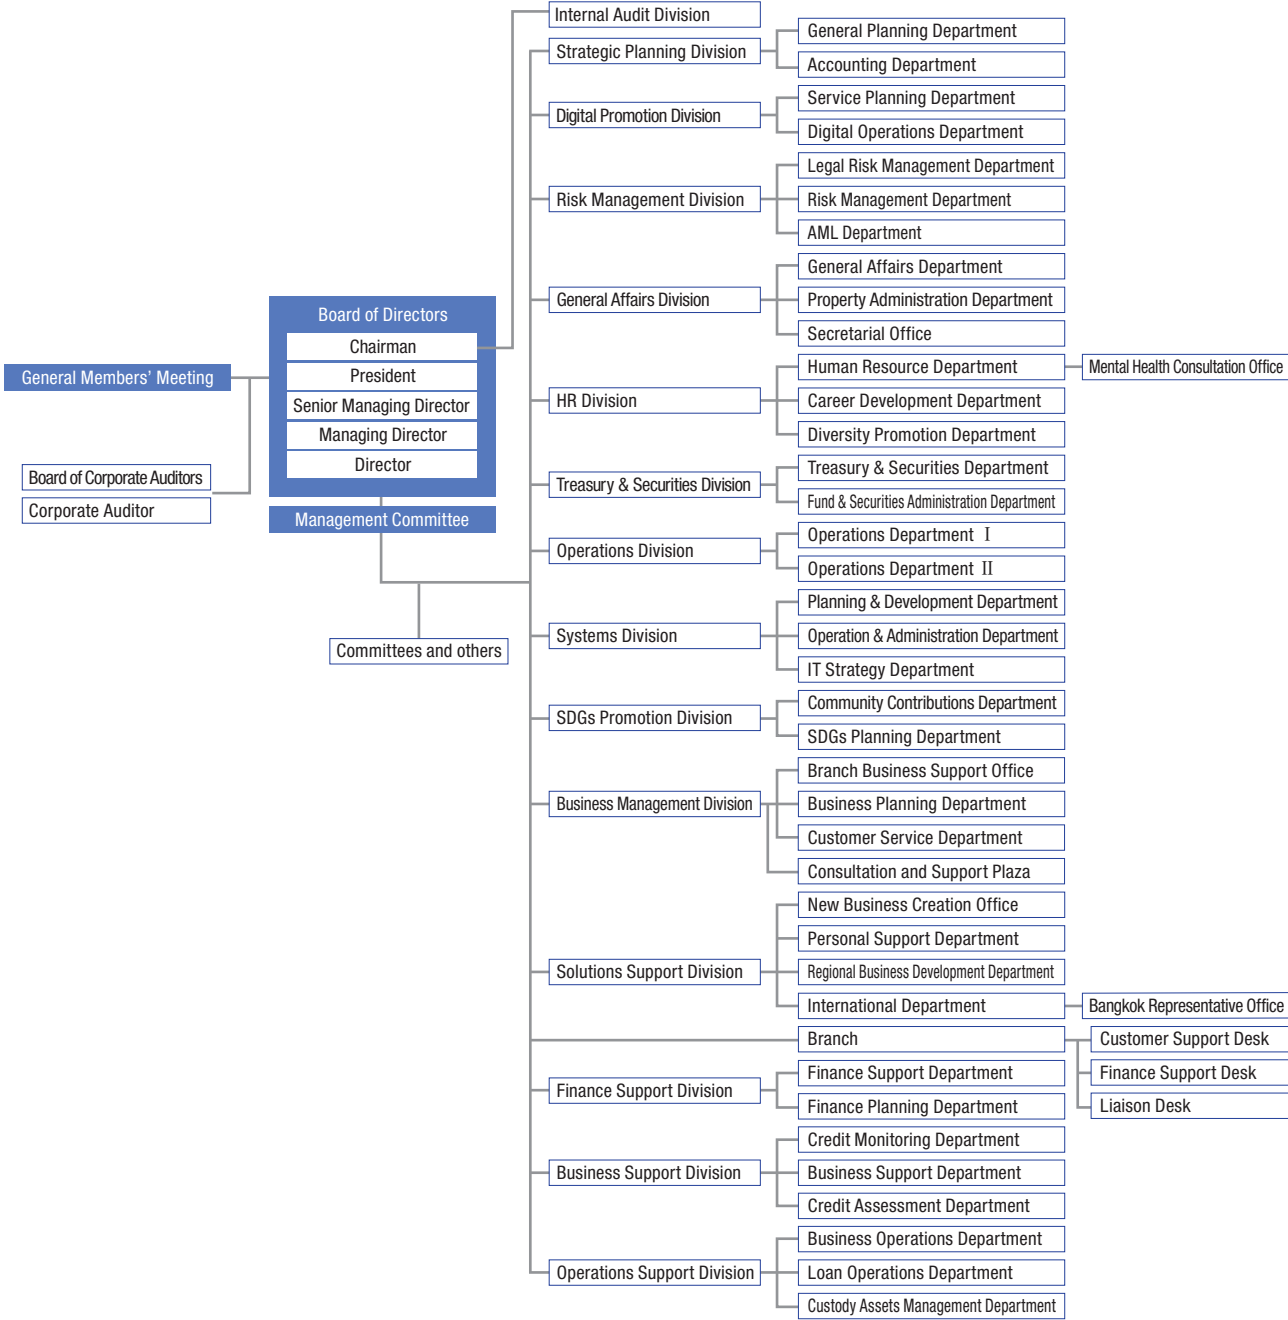 General Members' Meeting
Board of Corporate Auditors
Corporate Auditor
Board of Directors
Chairman
President
Senior Managing Director
Managing Director
Director
Management Committee
Committees and others
Internal Audit Division
Strategic Planning Division
General Planning Department
Accounting Department
Digital Promotion Division
Service Planning Department
Digital Operations Department
Risk Management Division
Legal Risk Management Department
Risk Management Department
AML Department
General Affairs Division
General Affairs Department
Property Administration Department
Secretarial Office
HR Division
Human Resource Department
Mental Health Consultation Office
Career Development Department
Diversity Promotion Department
Treasury & Securities Division
Treasury & Securities Department
Fund & Securities Administration Department
Operations Division
Operations Department Ⅰ
Operations Department Ⅱ
Systems Division
Planning & Development Department
Operation & Administration Department
IT Strategy Department
SDGs Promotion Division
Community Contributions Department
SDGs Planning Department
Business Management Division
Branch Business Support Office
Business Planning Department
Customer Service Department
Consultation and Support Plaza
Solutions Support Division
New Business Creation Office
Personal Support Department
Regional Business Development Department
International Department
Bangkok Representative Office
Branch
Customer Support Desk
Finance Support Desk
Liaison Desk
Finance Support Division
Finance Support Department
Finance Planning Department
Business Support Division
Credit Monitoring Department
Business Support Department
Credit Assessment Department
Operations Support Division
Business Operations Department
Loan Operations Department
Custody Assets Management Department